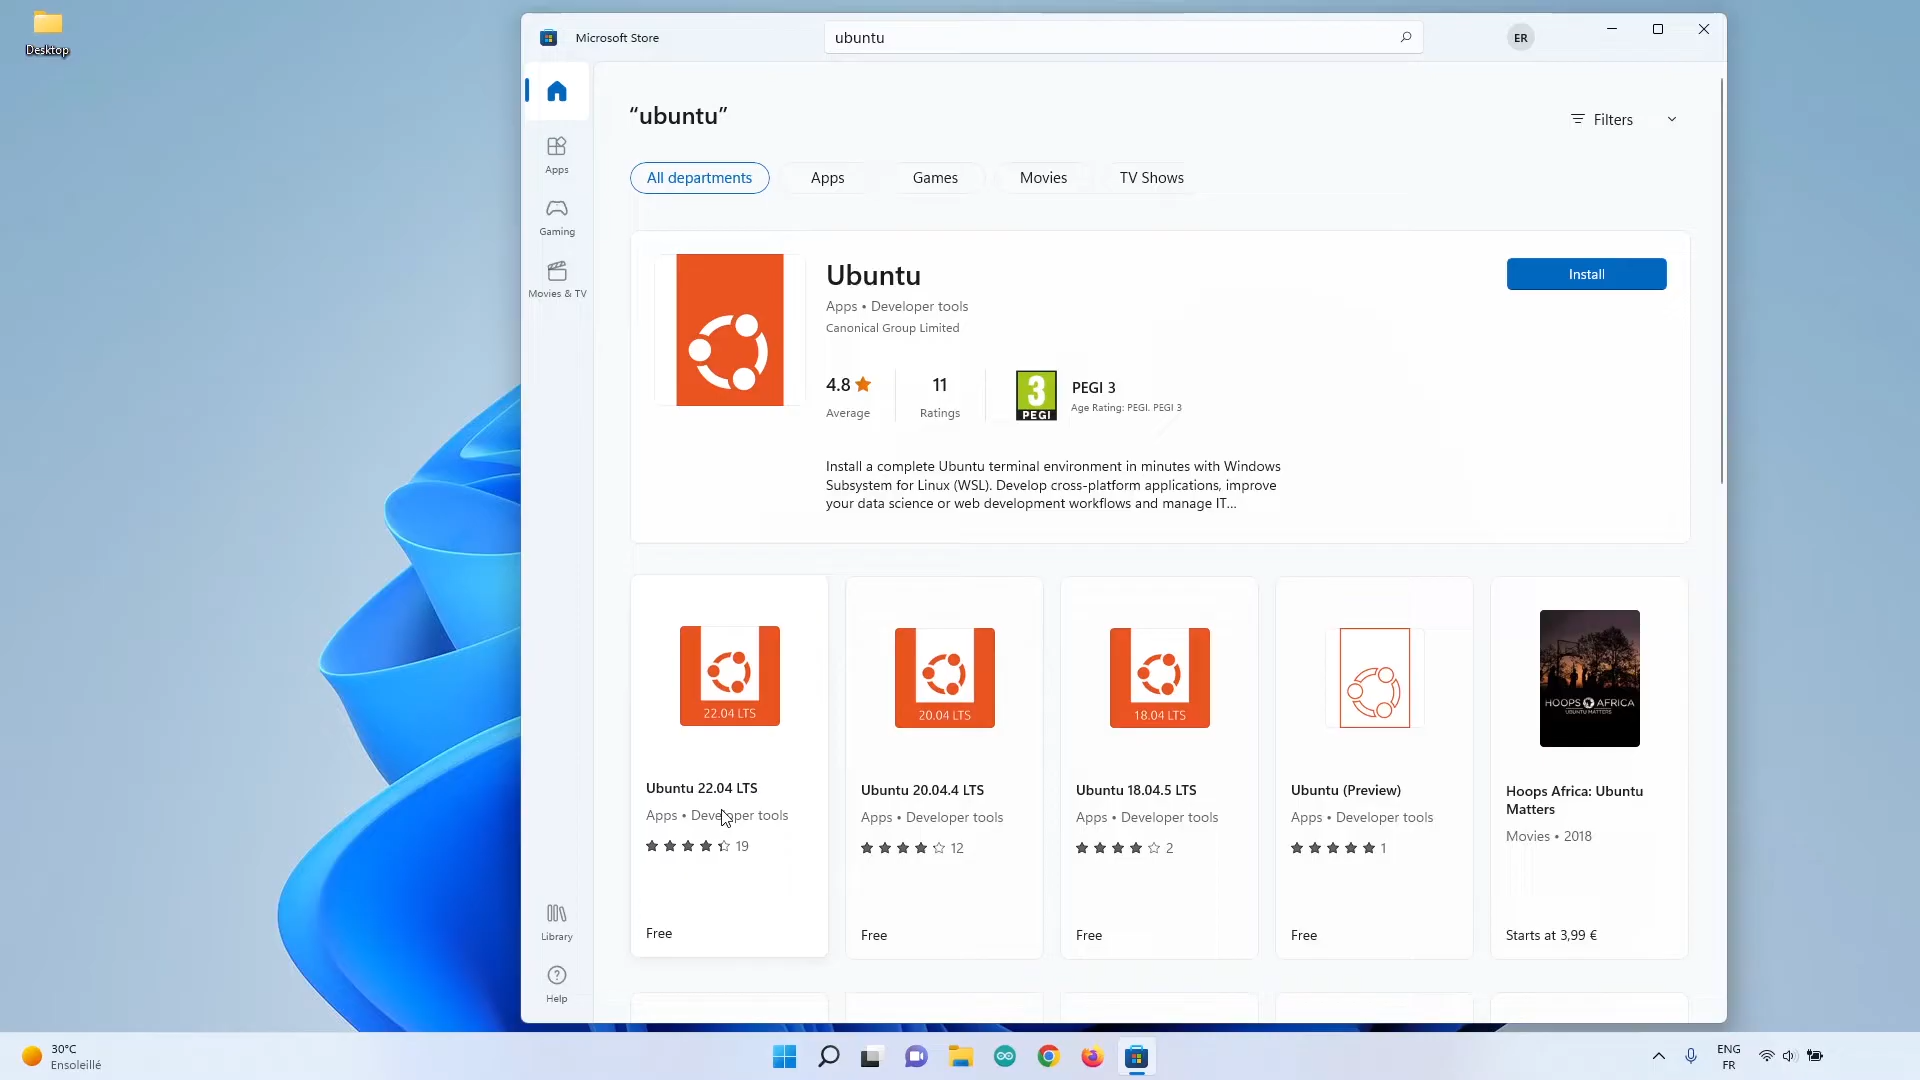 Desktop
Microsoft Store
ubuntu
ER
“ubuntu”
Filters
Apps
Gaming
Movies & TV
Library
Help
All departments
Apps
Games
Movies
TV Shows
Ubuntu
Install
Apps • Developer tools
Canonical Group Limited
4.8
Average
11
Ratings
3
PEGI
PEGI 3
Age Rating: PEGI. PEGI 3
Install a complete Ubuntu terminal environment in minutes with Windows
Subsystem for Linux (WSL). Develop cross-platform applications, improve
your data science or web development workflows and manage IT...
22.04 LTS
Ubuntu 22.04 LTS
Apps • Developer tools
19
Free
20.04 LTS
Ubuntu 20.04.4 LTS
Apps • Developer tools
12
Free
18.04 LTS
Ubuntu 18.04.5 LTS
Apps • Developer tools
2
Free
Ubuntu (Preview)
Apps • Developer tools
1
Free
HOOPS AFRICA
UBUNTU MATTERS
Hoops Africa: Ubuntu
Matters
Movies • 2018
Starts at 3,99 €
30°C
Ensoleillé
ENG
FR